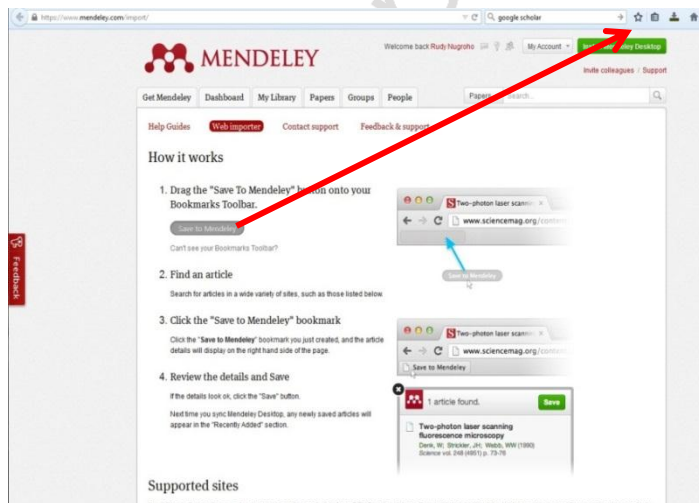 https://www.mendeley.com/import/
google scholar
MENDELEY
Welcome back Rudy Nugroho
My Account
Mendeley Desktop
Invite colleagues / Support
Get Mendeley Dashboard My Library Papers Groups People
Papers
Help Guides Web importer Contact support Feedback & support
How it works
1. Drag the "Save To Mendeley" button onto your
Bookmarks Toolbar.
Save to Mendeley
Can't see your Bookmarks Toolbar?
2. Find an article
Search for articles in a wide variety of sites, such as those listed below.
3. Click the "Save to Mendeley" bookmark
Click the "Save to Mendeley" bookmark you just created, and the article
details will display on the right hand side of the page.
4. Review the details and Save
If the details look ok, click the "Save" button.
Next time you sync Mendeley Desktop, any newly saved articles will
appear in the "Recently Added" section.
Supported sites
Feedback
Two-photon laser scannin
www.sciencemag.org/conten
Save to Mendeley
Two-photon laser scannin
www.sciencemag.org/conten
Save to Mendeley
1 article found.
Save
Two-photon laser scanning
fluorescence microscopy
Denk, W; Strickler, JH; Webb, WW (1990)
Science vol. 248 (4951) p. 73-76